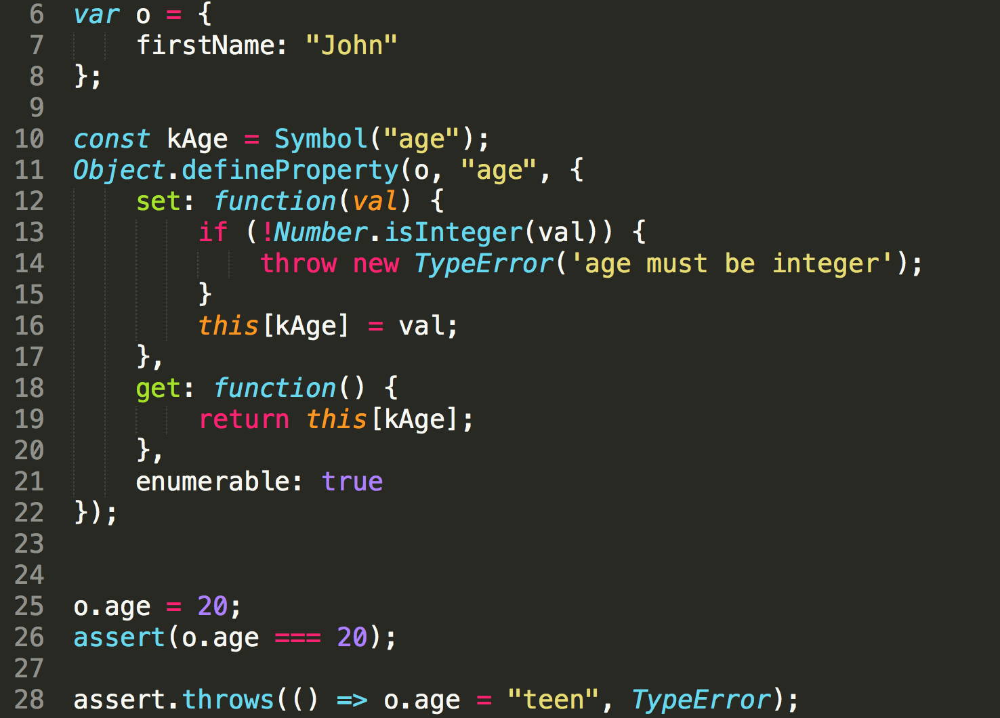 6 var o = {
7 firstName: "John"
8 };
9
10 const kAge = Symbol("age");
11 Object.defineProperty(o, "age", {
12 set: function(val) {
13 if (!Number.isInteger(val)) {
14 throw new TypeError('age must be integer');
15 }
16 this[kAge] = val;
17 },
18 get: function() {
19 return this[kAge];
20 },
21 enumerable: true
22 });
23
24
25 o.age = 20;
26 assert(o.age === 20);
27
28 assert.throws(() => o.age = "teen", TypeError);